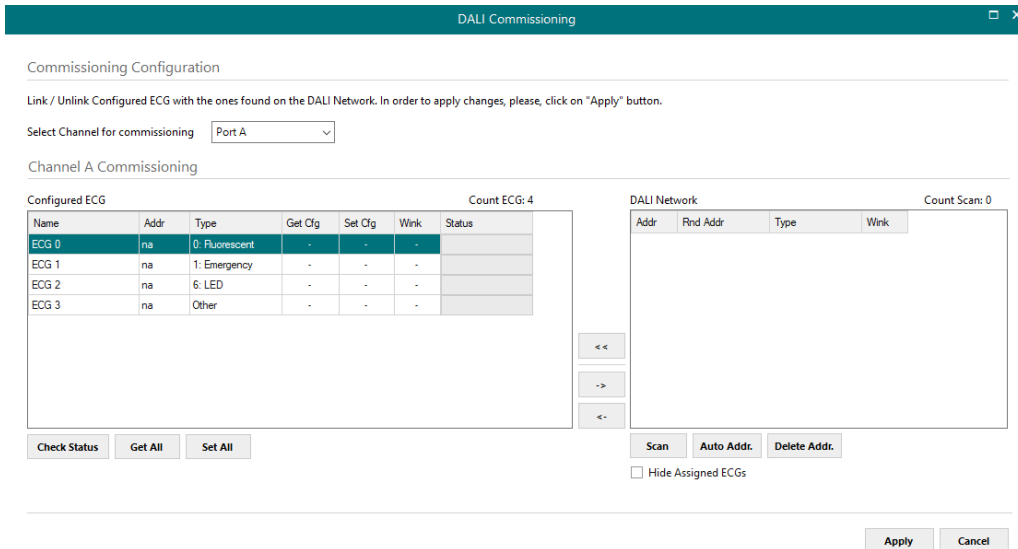 DALI Commissioning
Commissioning Configuration
Link / Unlink Configured ECG with the ones found on the DALI Network. In order to apply changes, please, click on "Apply" button.
Select Channel for commissioning Port A
Channel A Commissioning
Configured ECG Count ECG: 4 DALI Network Count Scan: 0
Name Addr Type Get Cfg Set Cfg Wink Status Addr Rnd Addr Type Wink
ECG 0 na 0: Fluorescent - - -
ECG 1 na 1: Emergency - - -
ECG 2 na 6: LED - - -
ECG 3 na Other - - -
<<
->
<-
Check Status Get All Set All Scan Auto Addr. Delete Addr.
Hide Assigned ECGs
Apply Cancel